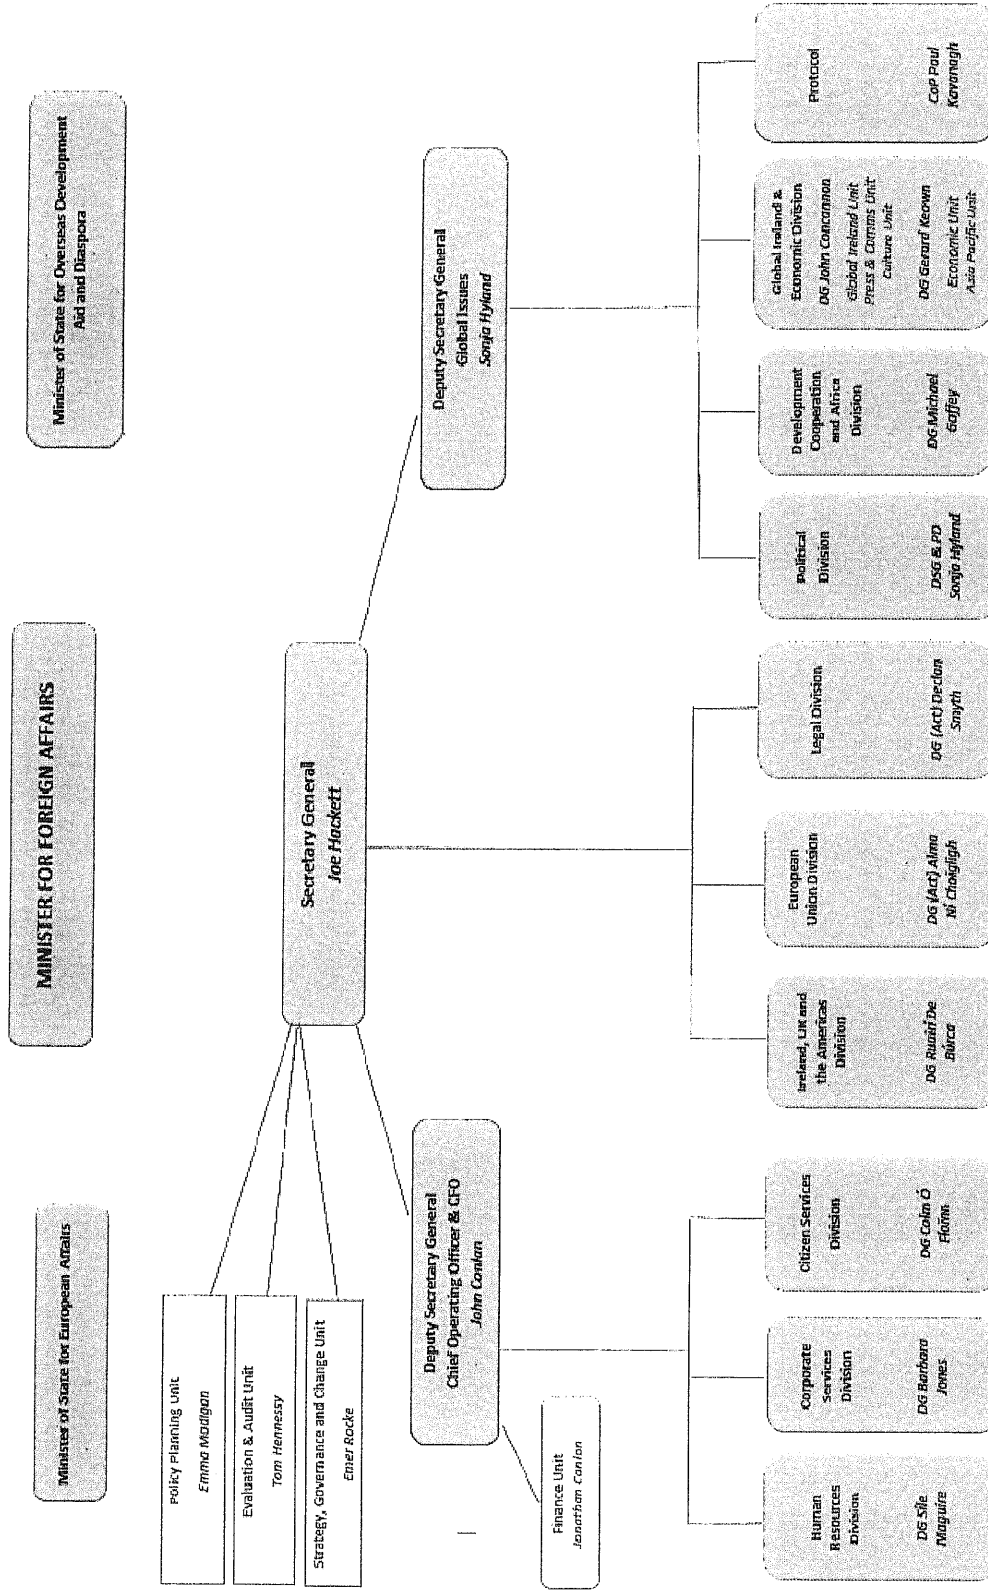 MINISTER FOR FOREIGN AFFAIRS
Minister of State for European Affairs
Minister of State for Overseas Development
Aid and Diaspora
Secretary General
Joe Hackett
Policy Planning Unit
Emma Madigan
Evaluation & Audit Unit
Tom Hennessy
Strategy, Governance and Change Unit
Emer Rocke
Deputy Secretary General
Chief Operating Officer & CFO
John Conlan
Deputy Secretary General
Global Issues
Sonja Hyland
Finance Unit
Jonathan Conlon
Human
Resources
Division
DG Síle
Maguire
Corporate
Services
Division
DG Barbara
Jones
Citizen Services
Division
DG Colm Ó
Floinn
Ireland, UK and
the Americas
Division
DG Ruairí De
Búrca
European
Union Division
DG (Act) Alma
Ní Choigligh
Legal Division
DG (Act) Declan
Smyth
Political
Division
DSG & PD
Sonja Hyland
Development
Cooperation
and Africa
Division
DG Michael
Gaffey
Global Ireland &
Economic Division
DG John Concannon
Global Ireland Unit
Press & Comms Unit
Culture Unit
DG Gerard Keown
Economic Unit
Asia Pacific Unit
Protocol
CoP Paul
Kavanagh